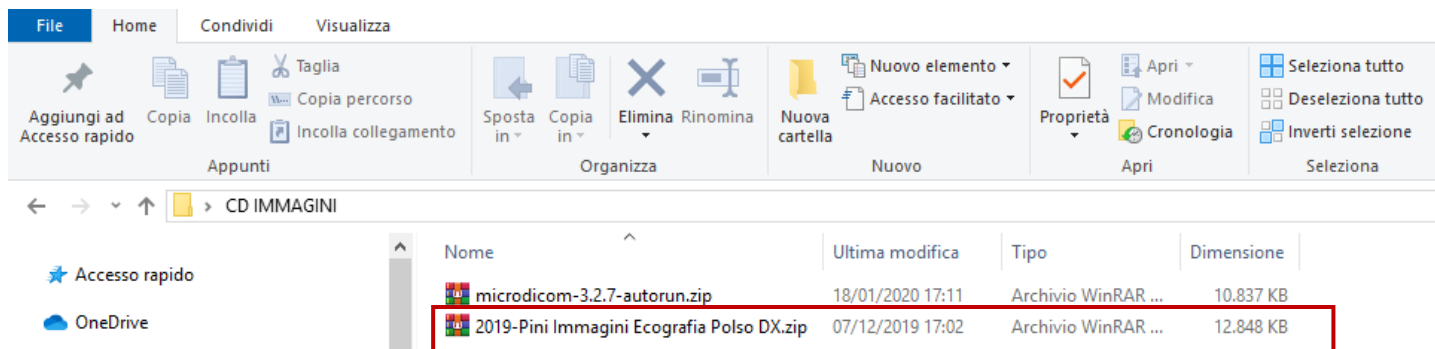 File Home Condividi Visualizza
Aggiungi ad
Accesso rapido
Copia
Incolla
Taglia
Copia percorso
Incolla collegamento
Appunti
Sposta
in
Copia
in
Elimina
Rinomina
Organizza
Nuova
cartella
Nuovo elemento
Accesso facilitato
Nuovo
Proprietà
Apri
Modifica
Cronologia
Apri
Seleziona tutto
Deseleziona tutto
Inverti selezione
Seleziona
CD IMMAGINI
Accesso rapido
OneDrive
Nome Ultima modifica Tipo Dimensione
microdicom-3.2.7-autorun.zip 18/01/2020 17:11 Archivio WinRAR ... 10.837 KB
2019-Pini Immagini Ecografia Polso DX.zip 07/12/2019 17:02 Archivio WinRAR ... 12.848 KB